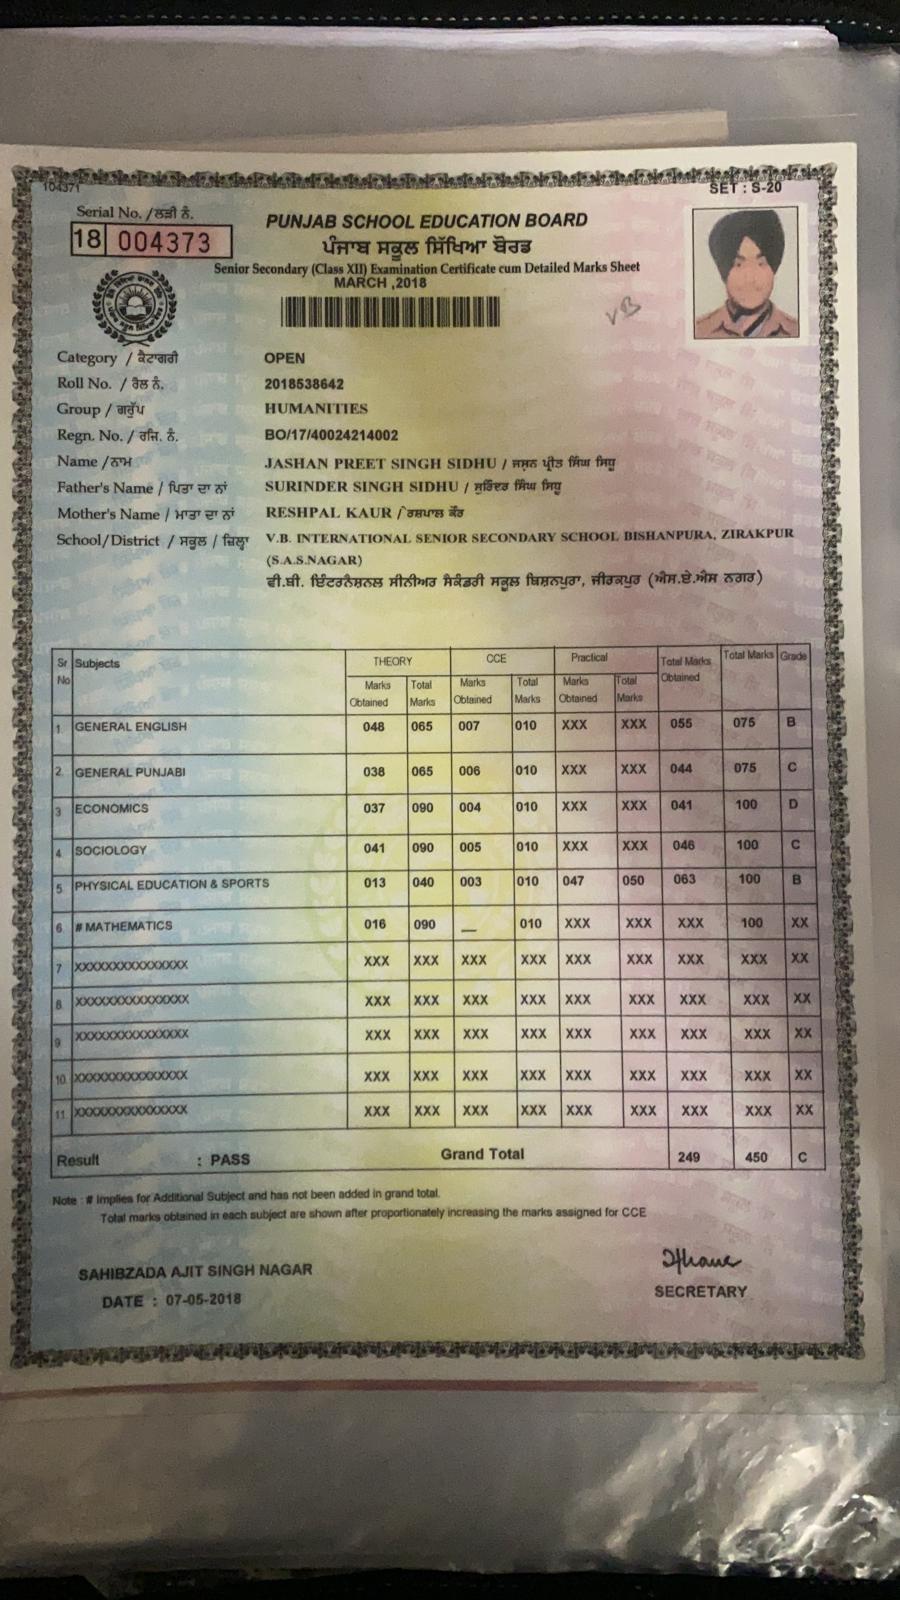 104371
SET : S-20
Serial No. /ਲੜੀ ਨੰ.
18 004373
PUNJAB SCHOOL EDUCATION BOARD
ਪੰਜਾਬ ਸਕੂਲ ਸਿੱਖਿਆ ਬੋਰਡ
Senior Secondary (Class XII) Examination Certificate cum Detailed Marks Sheet
MARCH ,2018
VB
Category / ਕੈਟਾਗਰੀ OPEN
Roll No. / ਰੋਲ ਨੰ. 2018538642
Group / ਗਰੁੱਪ HUMANITIES
Regn. No. / ਰਜਿ. ਨੰ. BO/17/40024214002
Name /ਨਾਮ JASHAN PREET SINGH SIDHU / ਜਸ਼ਨ ਪ੍ਰੀਤ ਸਿੰਘ ਸਿਧੂ
Father's Name / ਪਿਤਾ ਦਾ ਨਾਂ SURINDER SINGH SIDHU / ਸੁਰਿੰਦਰ ਸਿੰਘ ਸਿਧੂ
Mother's Name / ਮਾਤਾ ਦਾ ਨਾਂ RESHPAL KAUR / ਰੇਸ਼ਪਾਲ ਕੌਰ
School/District / ਸਕੂਲ / ਜ਼ਿਲ੍ਹਾ V.B. INTERNATIONAL SENIOR SECONDARY SCHOOL BISHANPURA, ZIRAKPUR
(S.A.S.NAGAR)
ਵੀ.ਬੀ. ਇੰਟਰਨੈਸ਼ਨਲ ਸੀਨੀਅਰ ਸੈਕੰਡਰੀ ਸਕੂਲ ਬਿਸ਼ਨਪੁਰਾ, ਜੀਰਕਪੁਰ (ਐਸ.ਏ.ਐਸ ਨਗਰ)
Sr No Subjects THEORY CCE Practical Total Marks Obtained Total Marks Grade
Marks Obtained Total Marks Marks Obtained Total Marks Marks Obtained Total Marks
1 GENERAL ENGLISH 048 065 007 010 XXX XXX 055 075 B
2 GENERAL PUNJABI 038 065 006 010 XXX XXX 044 075 C
3 ECONOMICS 037 090 004 010 XXX XXX 041 100 D
4 SOCIOLOGY 041 090 005 010 XXX XXX 046 100 C
5 PHYSICAL EDUCATION & SPORTS 013 040 003 010 047 050 063 100 B
6 # MATHEMATICS 016 090 __ 010 XXX XXX XXX 100 XX
7 XXXXXXXXXXXXXXX XXX XXX XXX XXX XXX XXX XXX XXX XX
8 XXXXXXXXXXXXXXX XXX XXX XXX XXX XXX XXX XXX XXX XX
9 XXXXXXXXXXXXXXX XXX XXX XXX XXX XXX XXX XXX XXX XX
10 XXXXXXXXXXXXXXX XXX XXX XXX XXX XXX XXX XXX XXX XX
11 XXXXXXXXXXXXXXX XXX XXX XXX XXX XXX XXX XXX XXX XX
Result : PASS Grand Total 249 450 C
Note : # Implies for Additional Subject and has not been added in grand total.
Total marks obtained in each subject are shown after proportionately increasing the marks assigned for CCE
SAHIBZADA AJIT SINGH NAGAR
DATE : 07-05-2018
SECRETARY